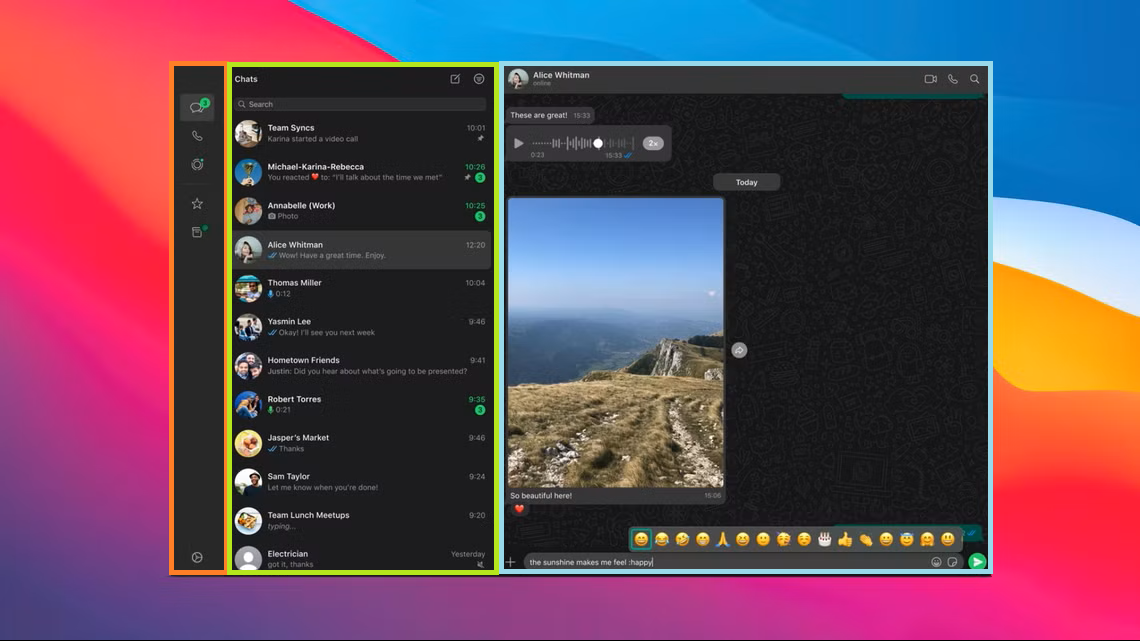 3
Chats
Search
Team Syncs 10:01
Karina started a video call
Michael-Karina-Rebecca 10:26
You reacted ❤️ to: "I'll talk about the time we met" 3
Annabelle (Work) 10:25
Photo 3
Alice Whitman 12:20
Wow! Have a great time. Enjoy.
Thomas Miller 10:04
0:12
Yasmin Lee 9:46
Okay! I'll see you next week
Hometown Friends 9:41
Justin: Did you hear about what's going to be presented?
Robert Torres 9:35
0:21 3
Jasper's Market 9:46
Thanks
Sam Taylor 9:24
Let me know when you're done!
Team Lunch Meetups 9:20
typing...
Electrician Yesterday
got it, thanks
Alice Whitman
online
These are great! 15:33
2×
0:23 15:33
Today
So beautiful here! 15:06
the sunshine makes me feel :happy